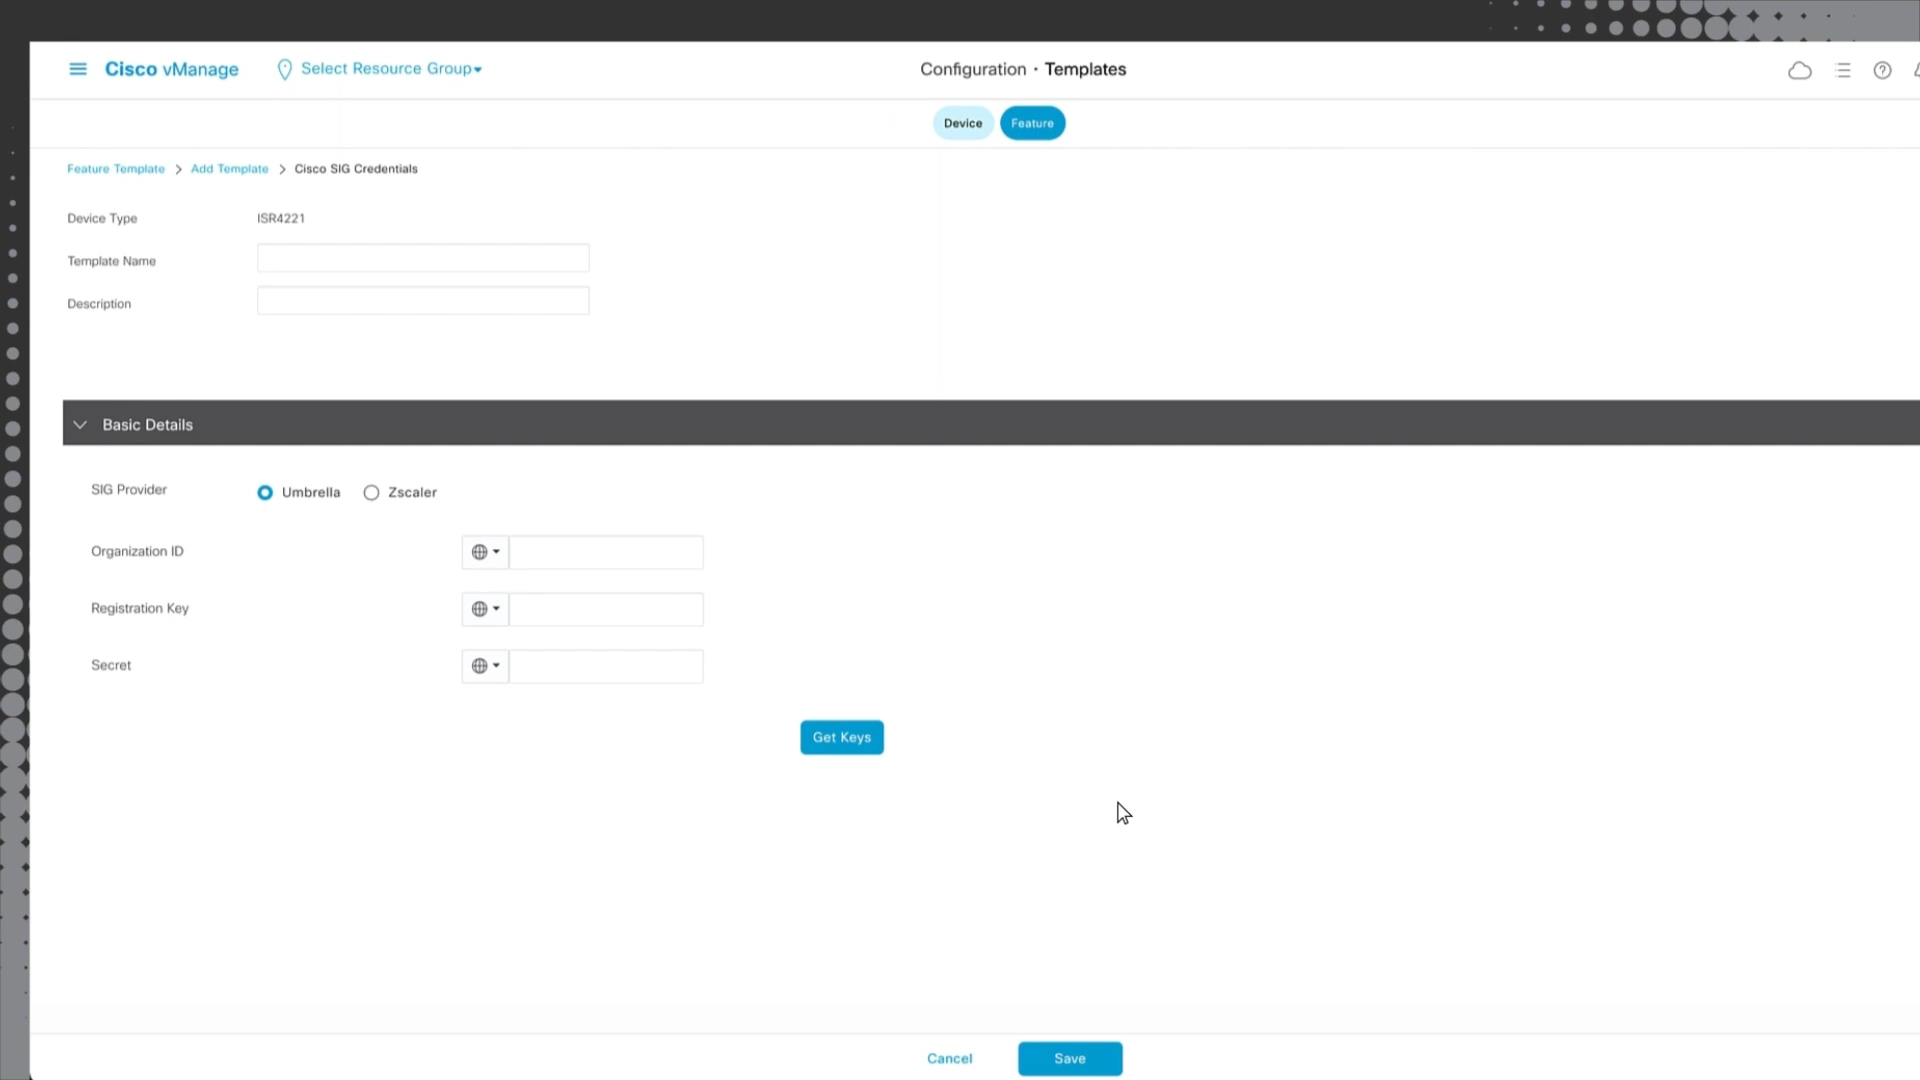 Cisco vManage
Select Resource Group
Configuration · Templates
Device
Feature
Feature Template > Add Template > Cisco SIG Credentials
Device Type ISR4221
Template Name
Description
Basic Details
SIG Provider Umbrella Zscaler
Organization ID
Registration Key
Secret
Get Keys
Cancel
Save